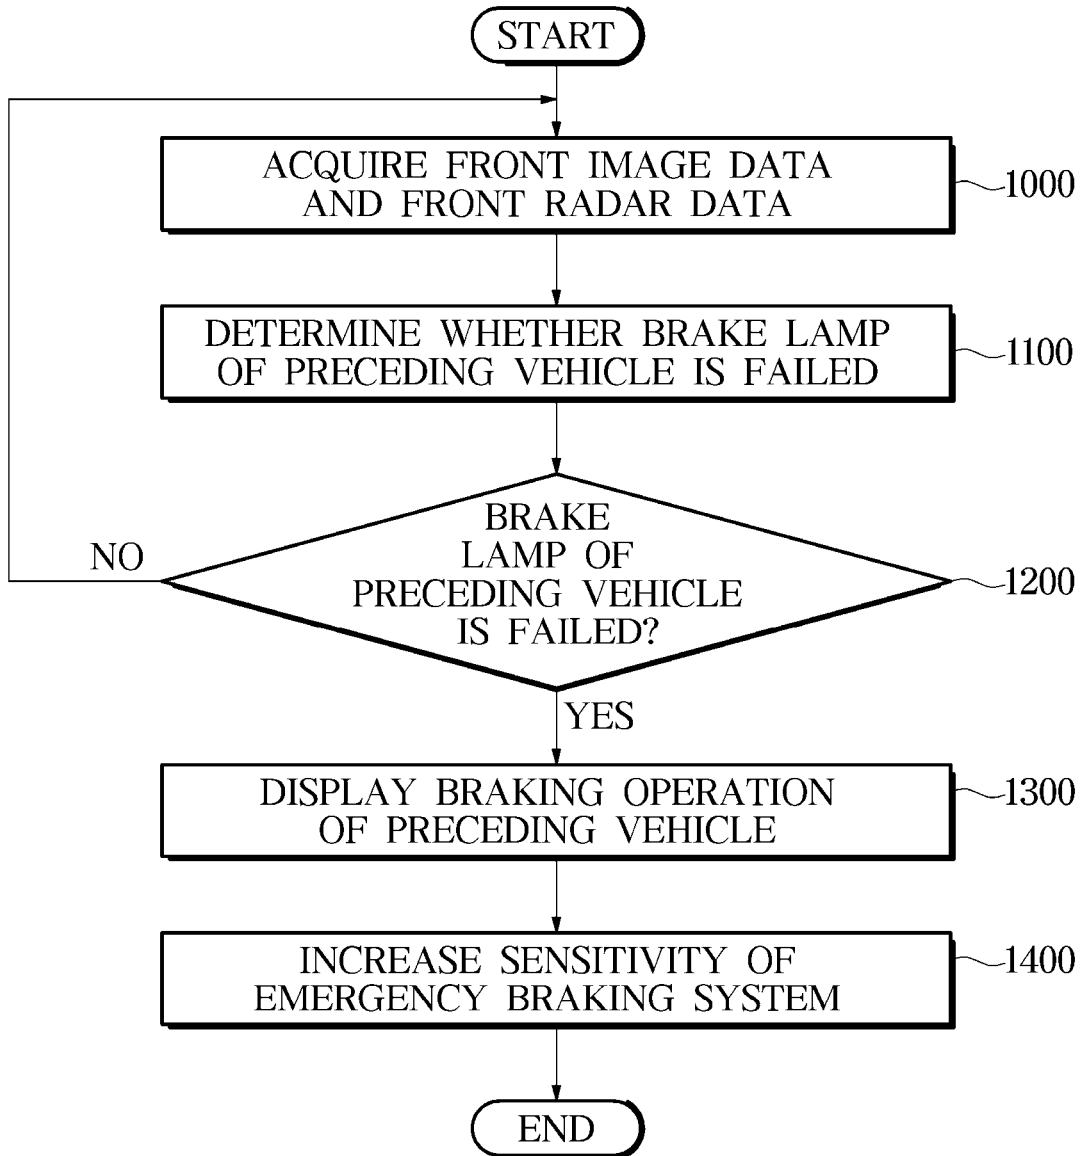 START
ACQUIRE FRONT IMAGE DATA
AND FRONT RADAR DATA
1000
DETERMINE WHETHER BRAKE LAMP
OF PRECEDING VEHICLE IS FAILED
1100
BRAKE
LAMP OF
PRECEDING VEHICLE
IS FAILED?
NO
1200
YES
DISPLAY BRAKING OPERATION
OF PRECEDING VEHICLE
1300
INCREASE SENSITIVITY OF
EMERGENCY BRAKING SYSTEM
1400
END